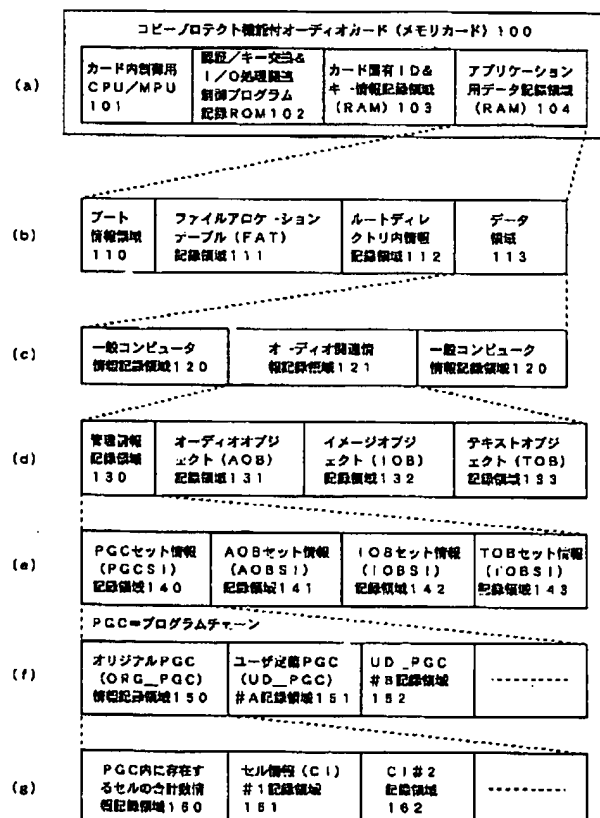 コピープロテクト機能付オーディオカード(メモリカード)100
(a)
カード内制御用
CPU/MPU
101
認証/キー交換&
I/O処理関連
制御プログラム
記録ROM102
カード固有ID&
キー情報記録領域
(RAM)103
アプリケーション
用データ記録領域
(RAM)104
(b)
ブート
情報領域
110
ファイルアロケーション
テーブル(FAT)
記録領域111
ルートディレ
クトリ内情報
記録領域112
データ
領域
113
(c)
一般コンピュータ
情報記録領域120
オーディオ関連情
報記録領域121
一般コンピュータ
情報記録領域120
(d)
管理情報
記録領域
130
オーディオオブジ
ェクト(AOB)
記録領域131
イメージオブジ
ェクト(IOB)
記録領域132
テキストオブジ
ェクト(TOB)
記録領域133
(e)
PGCセット情報
(PGCSI)
記録領域140
AOBセット情報
(AOBSI)
記録領域141
IOBセット情報
(IOBSI)
記録領域142
TOBセット情報
(TOBSI)
記録領域143
PGC=プログラムチェーン
(f)
オリジナルPGC
(ORG_PGC)
情報記録領域150
ユーザ定義PGC
(UD_PGC)
#A記録領域151
UD_PGC
#B記録領域
152
(g)
PGC内に存在す
るセルの合計数情
報記録領域160
セル情報(CI)
#1記録領域
161
CI#2
記録領域
162